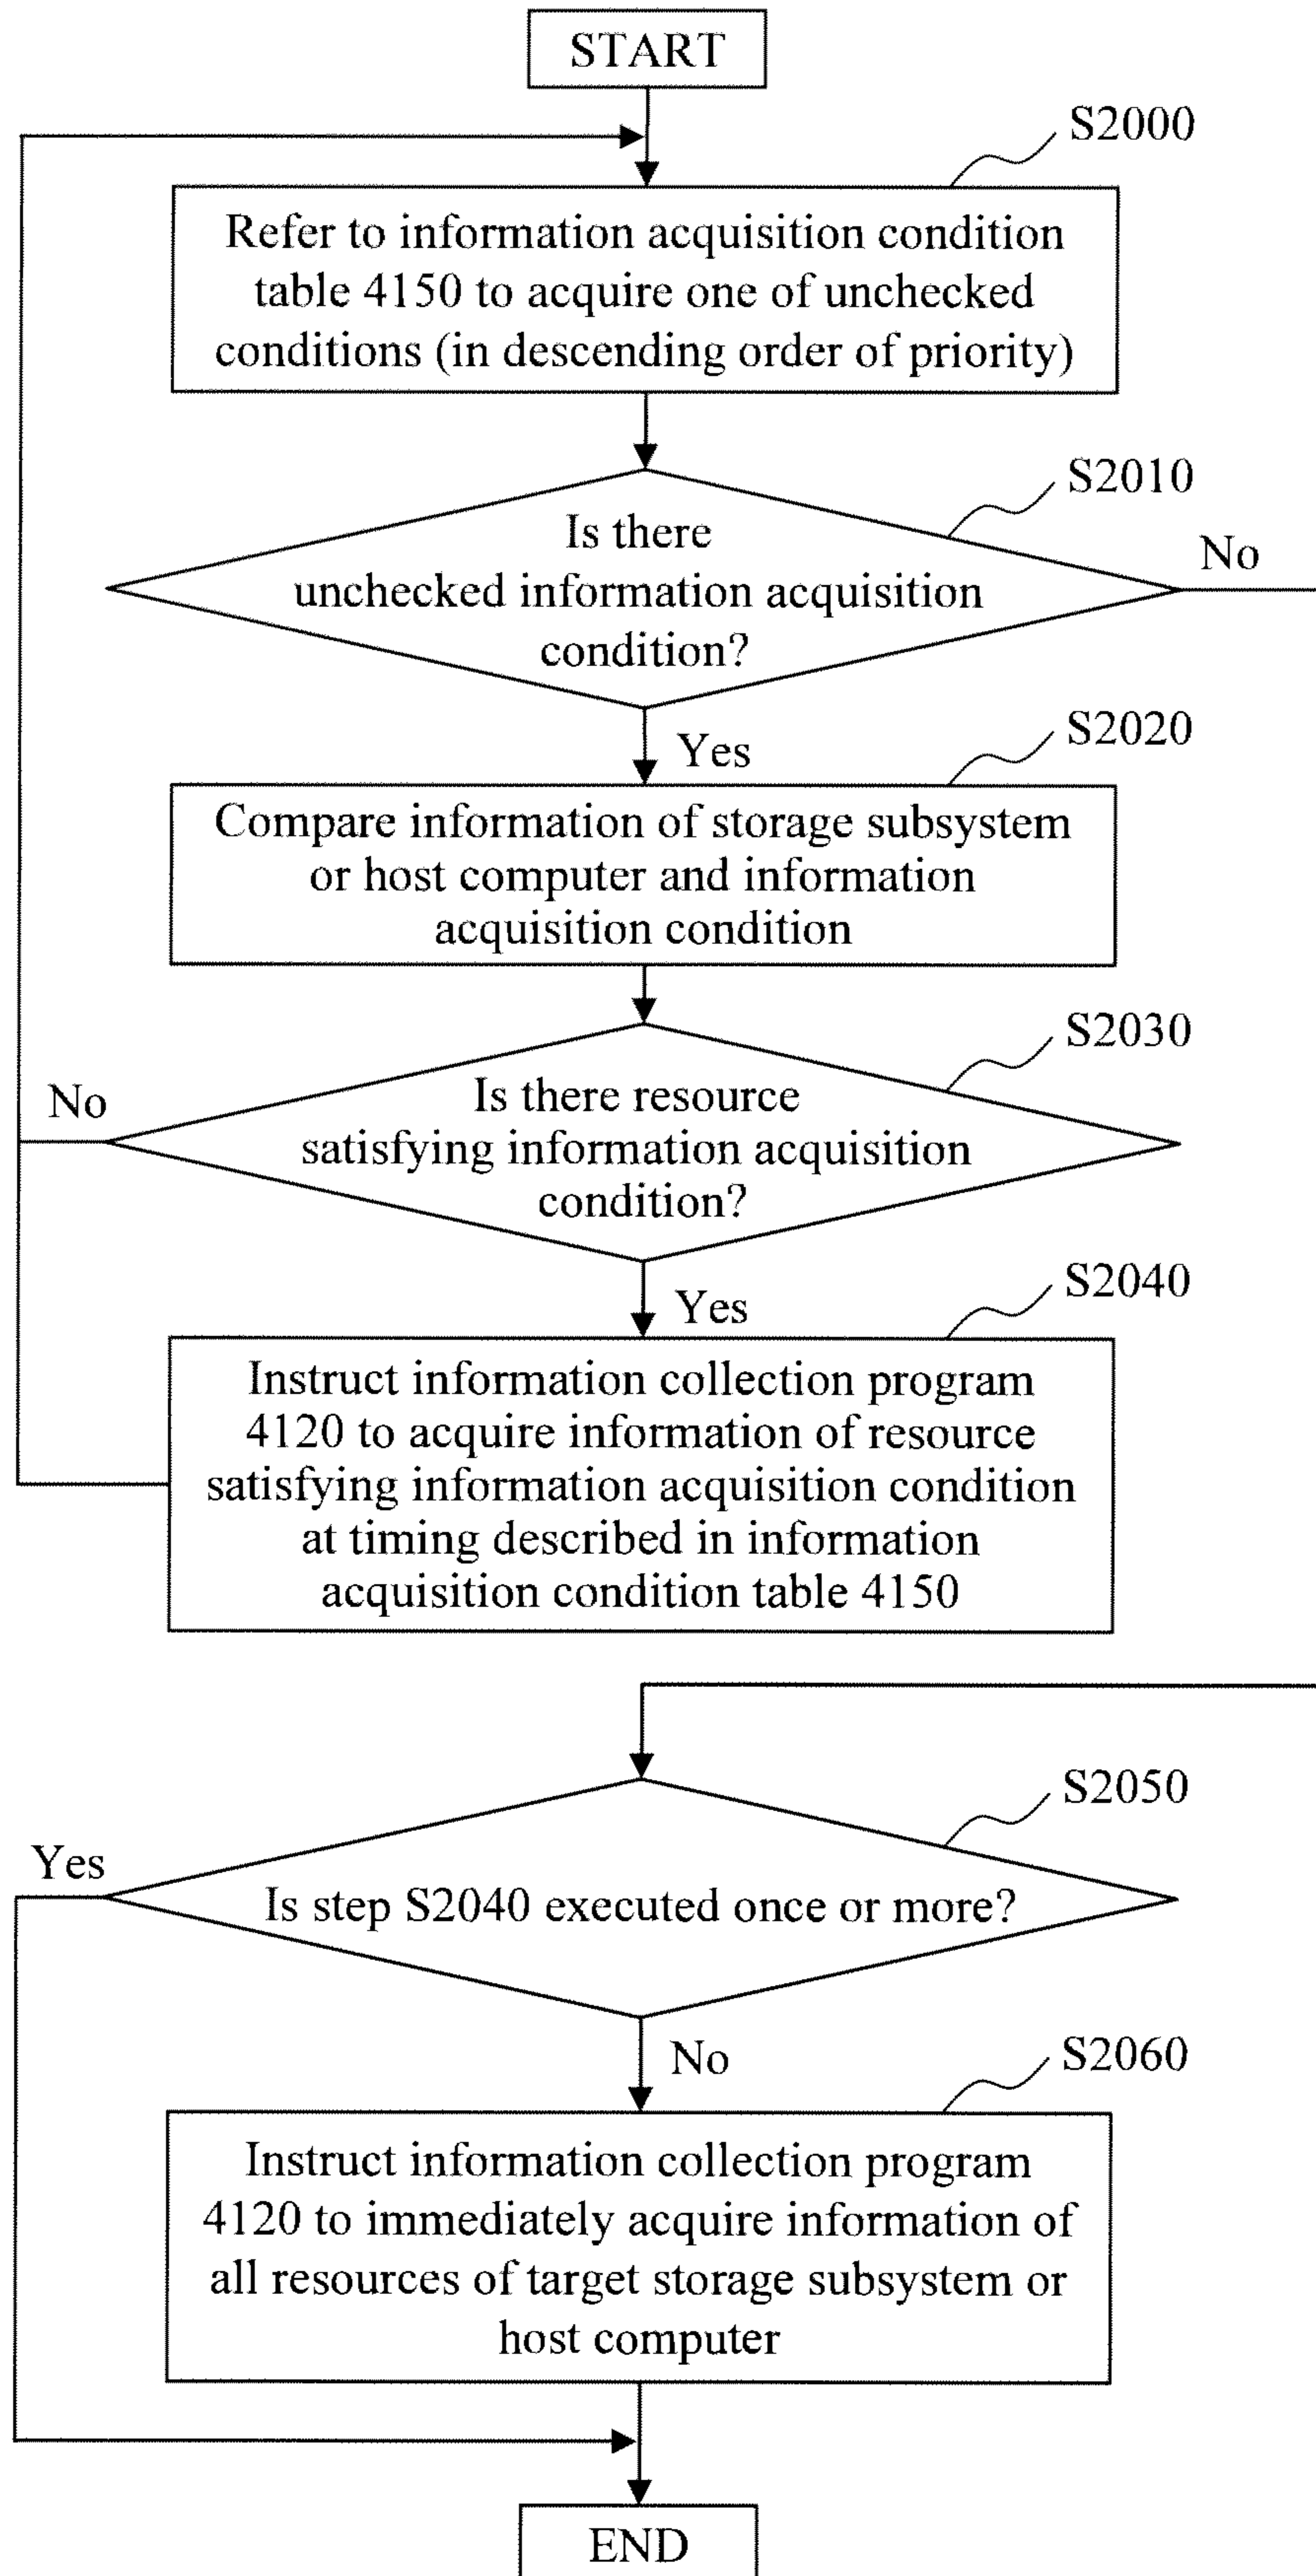 START
S2000
Refer to information acquisition condition
table 4150 to acquire one of unchecked
conditions (in descending order of priority)
S2010
Is there
unchecked information acquisition
condition?
No
Yes
S2020
Compare information of storage subsystem
or host computer and information
acquisition condition
S2030
Is there resource
satisfying information acquisition
condition?
No
Yes
S2040
Instruct information collection program
4120 to acquire information of resource
satisfying information acquisition condition
at timing described in information
acquisition condition table 4150
S2050
Yes
Is step S2040 executed once or more?
No
S2060
Instruct information collection program
4120 to immediately acquire information of
all resources of target storage subsystem or
host computer
END